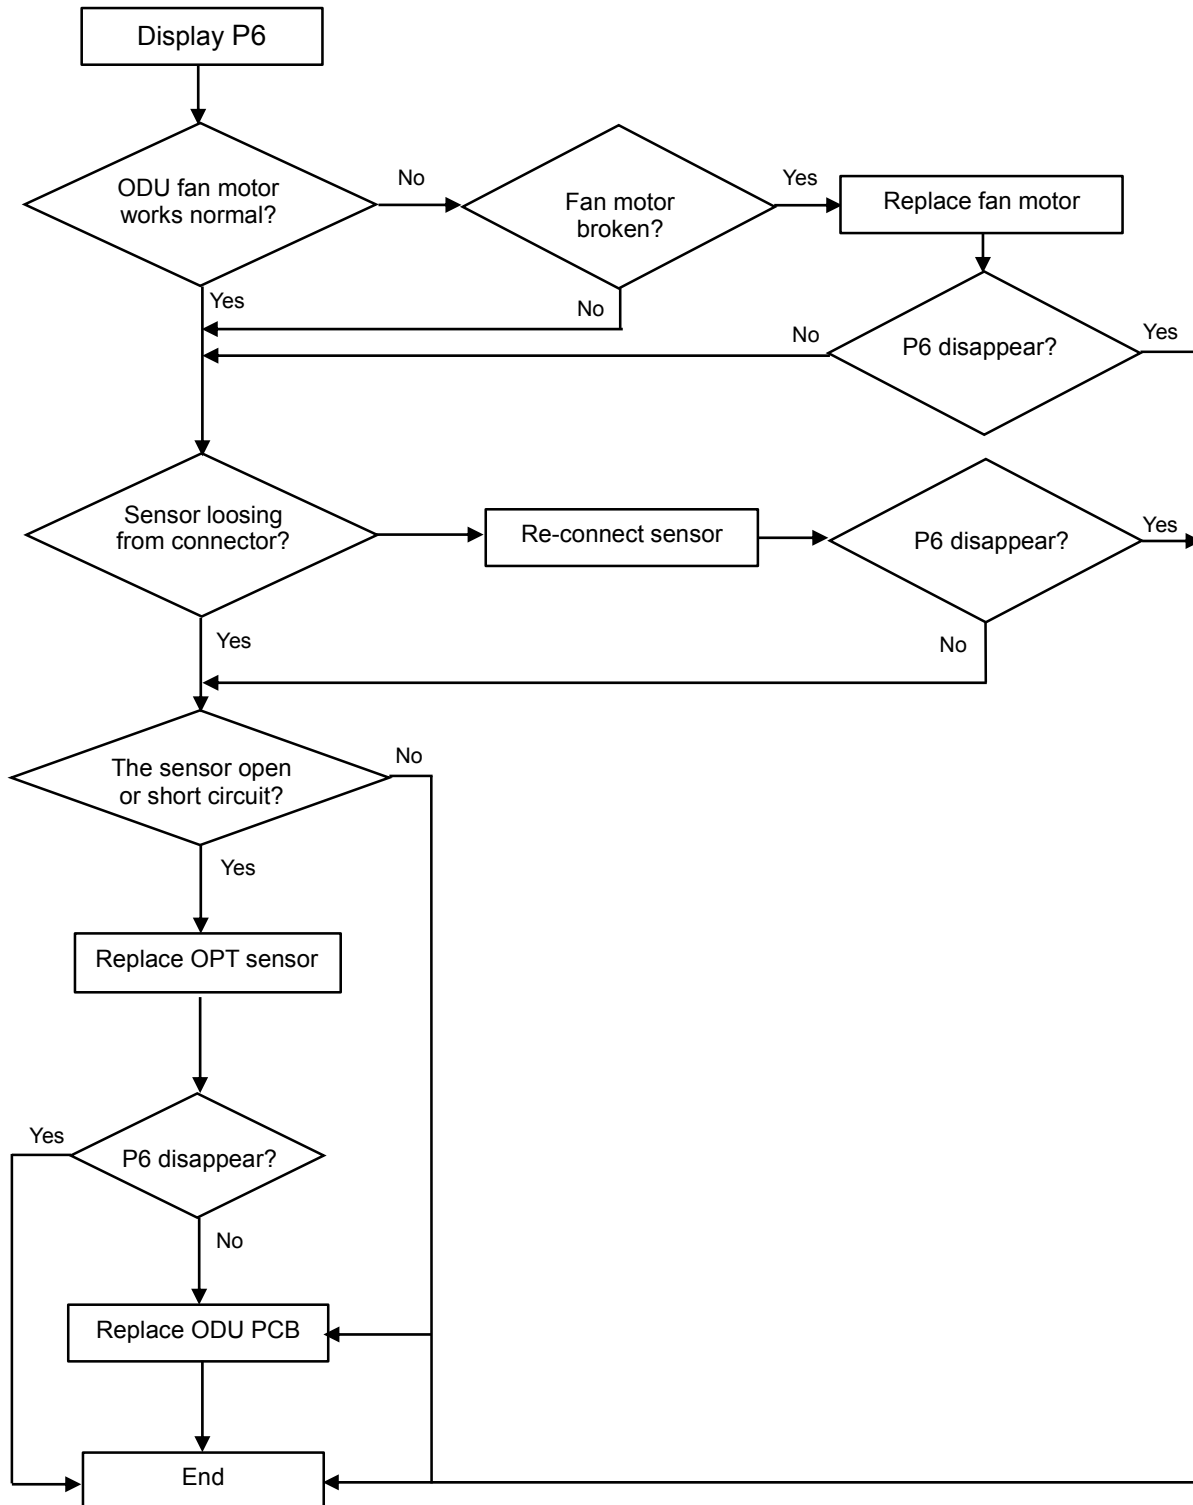 Display P6
ODU fan motor
works normal?
No
Fan motor
broken?
Yes
Replace fan motor
Yes
No
No
P6 disappear?
Yes
Sensor loosing
from connector?
Re-connect sensor
P6 disappear?
Yes
Yes
No
The sensor open
or short circuit?
No
Yes
Replace OPT sensor
Yes
P6 disappear?
No
Replace ODU PCB
End